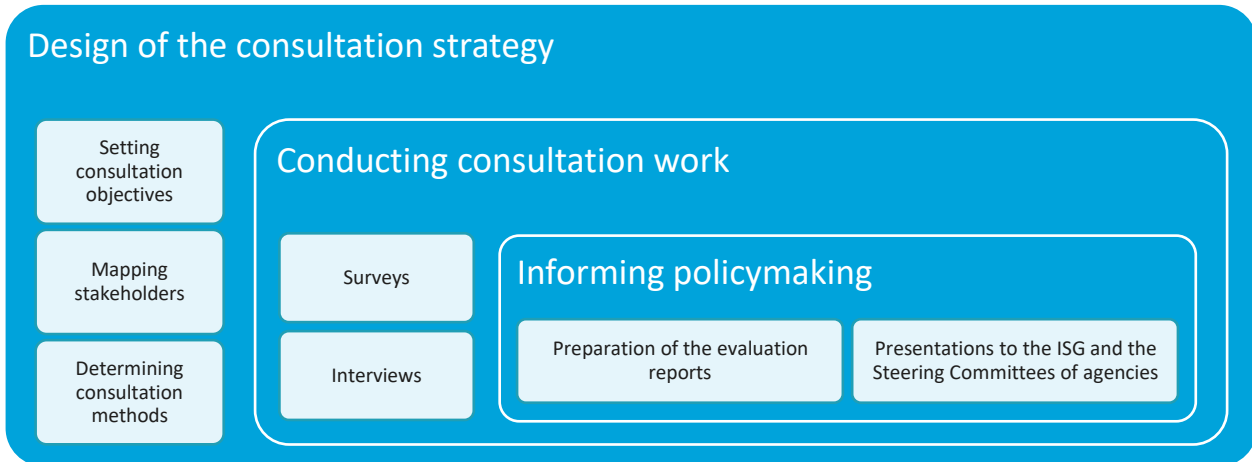 Design of the consultation strategy
Setting
consultation
objectives
Mapping
stakeholders
Determining
consultation
methods
Conducting consultation work
Surveys
Interviews
Informing policymaking
Preparation of the evaluation
reports
Presentations to the ISG and the
Steering Committees of agencies